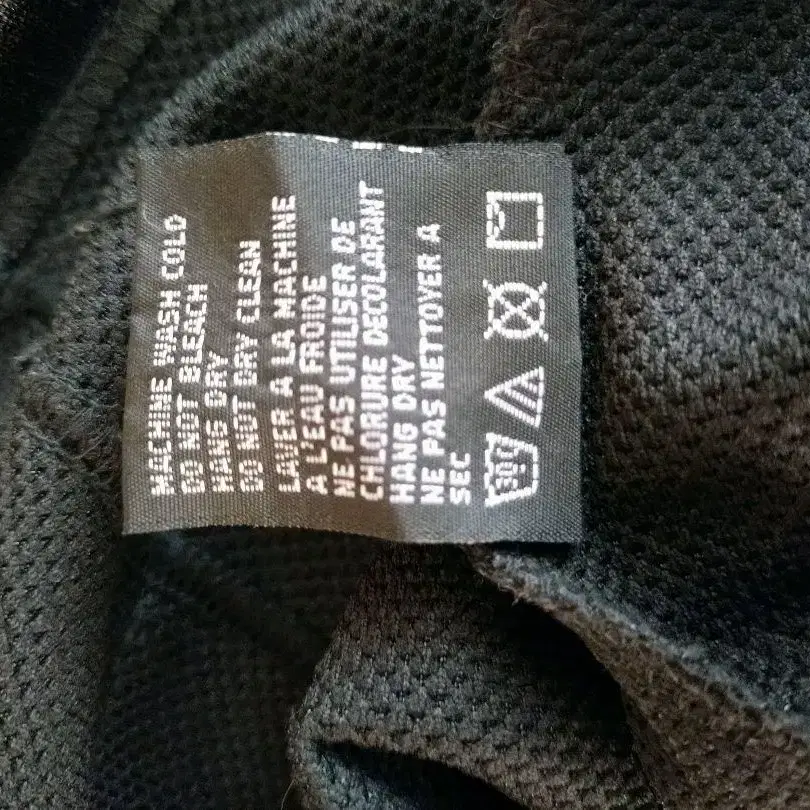 MACHINE WASH COLD
DO NOT BLEACH
HANG DRY
DO NOT DRY CLEAN
LAVER A LA MACHINE
A L'EAU FROIDE
NE PAS UTILISER DE
CHLORURE DECOLARANT
HANG DRY
NE PAS NETTOYER A
SEC
30